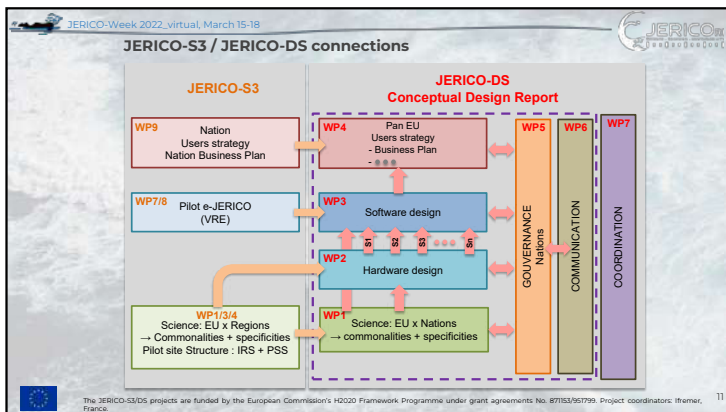 JERICO-Week 2022_virtual, March 15-18
JERICO
JERICO-S3 / JERICO-DS connections
JERICO-S3
WP9
Nation
Users strategy
Nation Business Plan
WP7/8
Pilot e-JERICO
(VRE)
WP1/3/4
Science: EU x Regions
→ Commonalities + specificities
Pilot site Structure : IRS + PSS
JERICO-DS
Conceptual Design Report
WP4
Pan EU
Users strategy
- Business Plan
-
WP3
Software design
S1
S2
S3
Sn
WP2
Hardware design
WP1
Science: EU x Nations
→ commonalities + specificities
WP5
GOUVERNANCE
Nations
WP6
COMMUNICATION
WP7
COORDINATION
The JERICO-S3/DS projects are funded by the European Commission's H2020 Framework Programme under grant agreements No. 871153/951799. Project coordinators: Ifremer,
France.
11